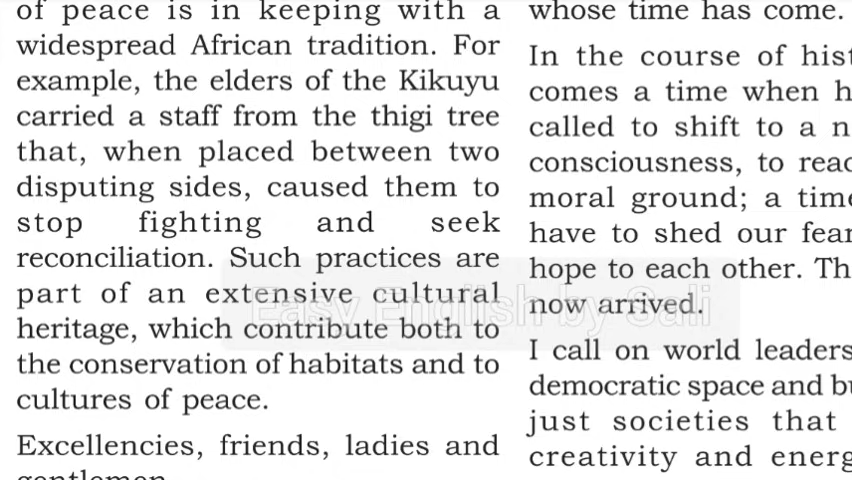 of peace is in keeping with a
widespread African tradition. For
example, the elders of the Kikuyu
carried a staff from the thigi tree
that, when placed between two
disputing sides, caused them to
stop fighting and seek
reconciliation. Such practices are
part of an extensive cultural
heritage, which contribute both to
the conservation of habitats and to
cultures of peace.
Excellencies, friends, ladies and
gentlemen
whose time has come.
In the course of hist
comes a time when h
called to shift to a n
consciousness, to reac
moral ground; a time
have to shed our fear
hope to each other. Th
now arrived.
I call on world leaders
democratic space and bu
just societies that
creativity and energ
Easy English by Sali